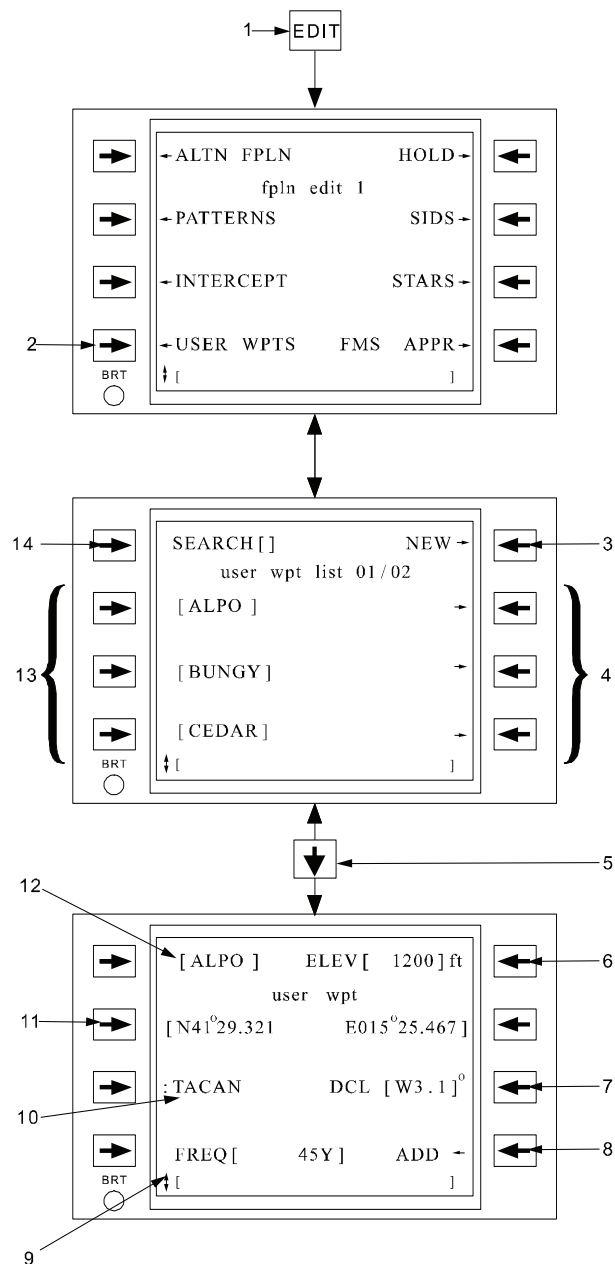 1 EDIT
←ALTN FPLN HOLD→
fpln edit 1
←PATTERNS SIDS→
←INTERCEPT STARS→
2 ←USER WPTS FMS APPR→
BRT
[ ]
14 SEARCH[] NEW→ 3
user wpt list 01/02
[ALPO ] →
13 [BUNGY] → 4
[CEDAR] →
BRT
[ ]
5
12
[ALPO ] ELEV[ 1200]ft 6
user wpt
11 [N41°29.321 E015°25.467]
:TACAN DCL [W3.1]° 7
10
FREQ[ 45Y] ADD ← 8
BRT
[ ]
9